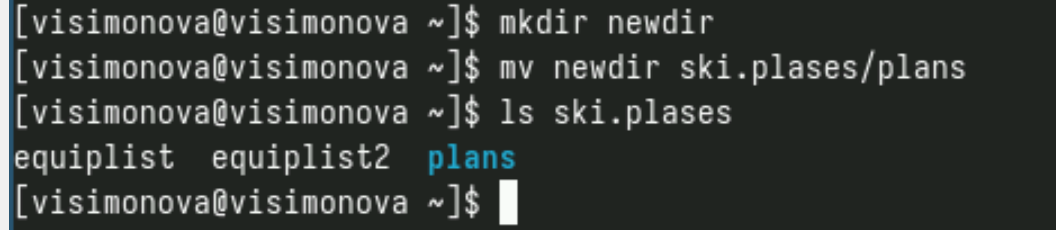 [visimonova@visimonova ~]$ mkdir newdir
[visimonova@visimonova ~]$ mv newdir ski.plases/plans
[visimonova@visimonova ~]$ ls ski.plases
equiplist  equiplist2  plans
[visimonova@visimonova ~]$